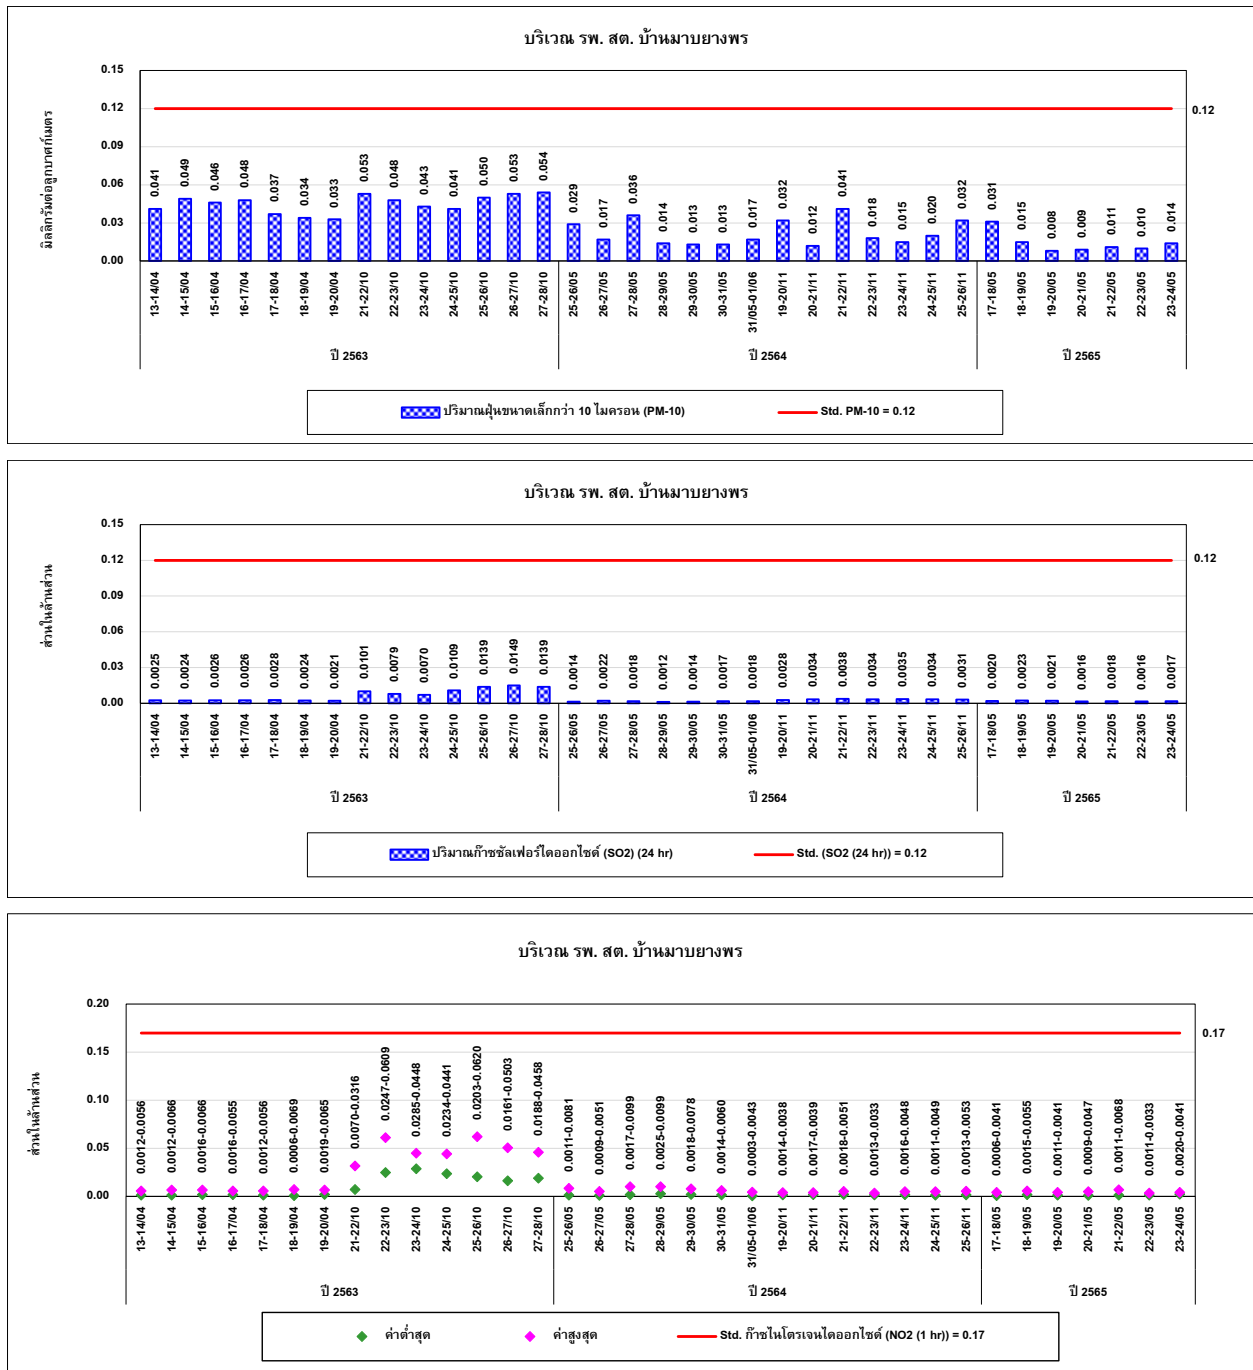 บริเวณ รพ. สต. บ้านมาบยางพร
มิลลิกรัมต่อลูกบาศก์เมตร
0.15
0.12
0.09
0.06
0.03
0.00
0.12
0.041 0.049 0.046 0.048 0.037 0.034 0.033 0.053 0.048 0.043 0.041 0.050 0.053 0.054 0.029 0.017 0.036 0.014 0.013 0.013 0.017 0.032 0.012 0.041 0.018 0.015 0.020 0.032 0.031 0.015 0.008 0.009 0.011 0.010 0.014
13-14/04 14-15/04 15-16/04 16-17/04 17-18/04 18-19/04 19-20/04 21-22/10 22-23/10 23-24/10 24-25/10 25-26/10 26-27/10 27-28/10 25-26/05 26-27/05 27-28/05 28-29/05 29-30/05 30-31/05 31/05-01/06 19-20/11 20-21/11 21-22/11 22-23/11 23-24/11 24-25/11 25-26/11 17-18/05 18-19/05 19-20/05 20-21/05 21-22/05 22-23/05 23-24/05
ปี 2563 ปี 2564 ปี 2565
ปริมาณฝุ่นขนาดเล็กกว่า 10 ไมครอน (PM-10) Std. PM-10 = 0.12
บริเวณ รพ. สต. บ้านมาบยางพร
ส่วนในล้านส่วน
0.15
0.12
0.09
0.06
0.03
0.00
0.12
0.0025 0.0024 0.0026 0.0026 0.0028 0.0024 0.0021 0.0101 0.0079 0.0070 0.0109 0.0139 0.0149 0.0139 0.0014 0.0022 0.0018 0.0012 0.0014 0.0017 0.0018 0.0028 0.0034 0.0038 0.0034 0.0035 0.0034 0.0031 0.0020 0.0023 0.0021 0.0016 0.0018 0.0016 0.0017
13-14/04 14-15/04 15-16/04 16-17/04 17-18/04 18-19/04 19-20/04 21-22/10 22-23/10 23-24/10 24-25/10 25-26/10 26-27/10 27-28/10 25-26/05 26-27/05 27-28/05 28-29/05 29-30/05 30-31/05 31/05-01/06 19-20/11 20-21/11 21-22/11 22-23/11 23-24/11 24-25/11 25-26/11 17-18/05 18-19/05 19-20/05 20-21/05 21-22/05 22-23/05 23-24/05
ปี 2563 ปี 2564 ปี 2565
ปริมาณก๊าซซัลเฟอร์ไดออกไซด์ (SO2) (24 hr) Std. (SO2 (24 hr)) = 0.12
บริเวณ รพ. สต. บ้านมาบยางพร
ส่วนในล้านส่วน
0.20
0.15
0.10
0.05
0.00
0.17
0.0012-0.0056 0.0012-0.0066 0.0016-0.0066 0.0016-0.0055 0.0012-0.0056 0.0006-0.0069 0.0019-0.0065 0.0070-0.0316 0.0247-0.0609 0.0285-0.0448 0.0234-0.0441 0.0203-0.0620 0.0161-0.0503 0.0188-0.0458 0.0011-0.0081 0.0009-0.0051 0.0017-0.0099 0.0025-0.0099 0.0018-0.0078 0.0014-0.0060 0.0003-0.0043 0.0014-0.0038 0.0017-0.0039 0.0018-0.0051 0.0013-0.0033 0.0016-0.0048 0.0011-0.0049 0.0013-0.0053 0.0006-0.0041 0.0015-0.0055 0.0011-0.0041 0.0009-0.0047 0.0011-0.0068 0.0011-0.0033 0.0020-0.0041
13-14/04 14-15/04 15-16/04 16-17/04 17-18/04 18-19/04 19-20/04 21-22/10 22-23/10 23-24/10 24-25/10 25-26/10 26-27/10 27-28/10 25-26/05 26-27/05 27-28/05 28-29/05 29-30/05 30-31/05 31/05-01/06 19-20/11 20-21/11 21-22/11 22-23/11 23-24/11 24-25/11 25-26/11 17-18/05 18-19/05 19-20/05 20-21/05 21-22/05 22-23/05 23-24/05
ปี 2563 ปี 2564 ปี 2565
ค่าต่ำสุด ค่าสูงสุด Std. ก๊าซไนโตรเจนไดออกไซด์ (NO2 (1 hr)) = 0.17